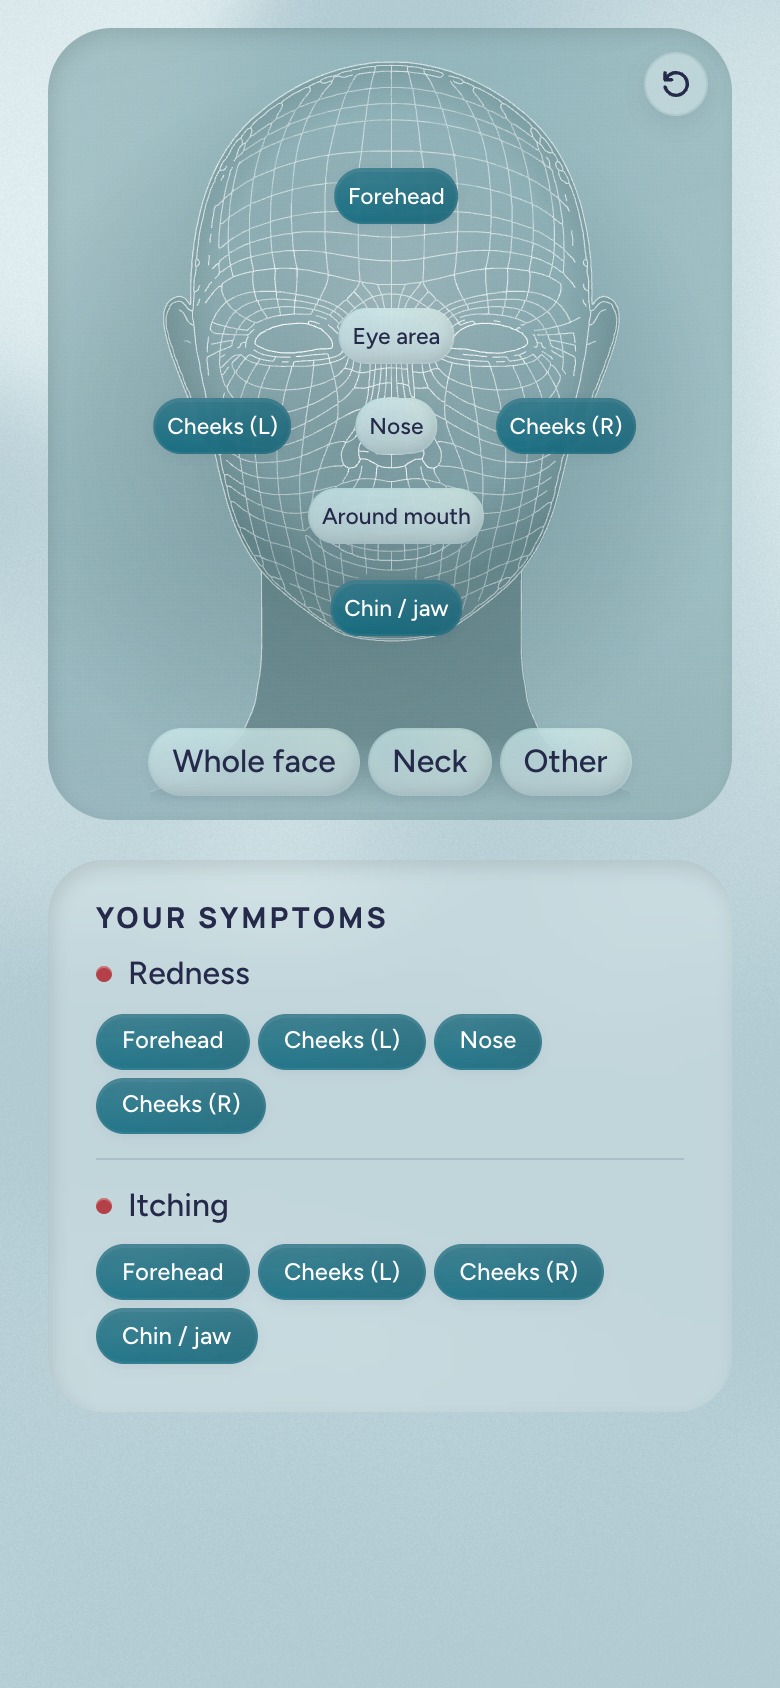 Forehead
Eye area
Cheeks (L) Nose Cheeks (R)
Around mouth
Chin / jaw
Whole face Neck Other
YOUR SYMPTOMS
Redness
Forehead Cheeks (L) Nose
Cheeks (R)
Itching
Forehead Cheeks (L) Cheeks (R)
Chin / jaw